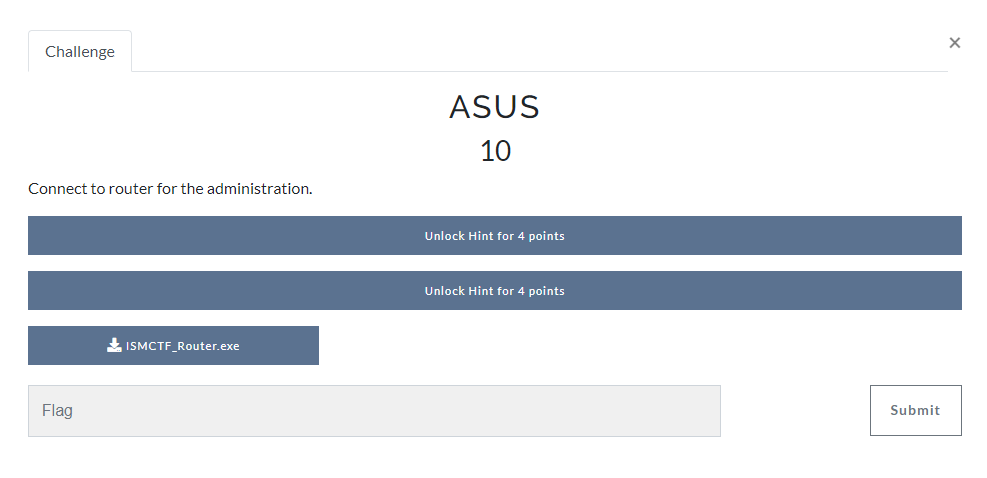 Challenge
×
ASUS
10
Connect to router for the administration.
Unlock Hint for 4 points
Unlock Hint for 4 points
ISMCTF_Router.exe
Flag
Submit